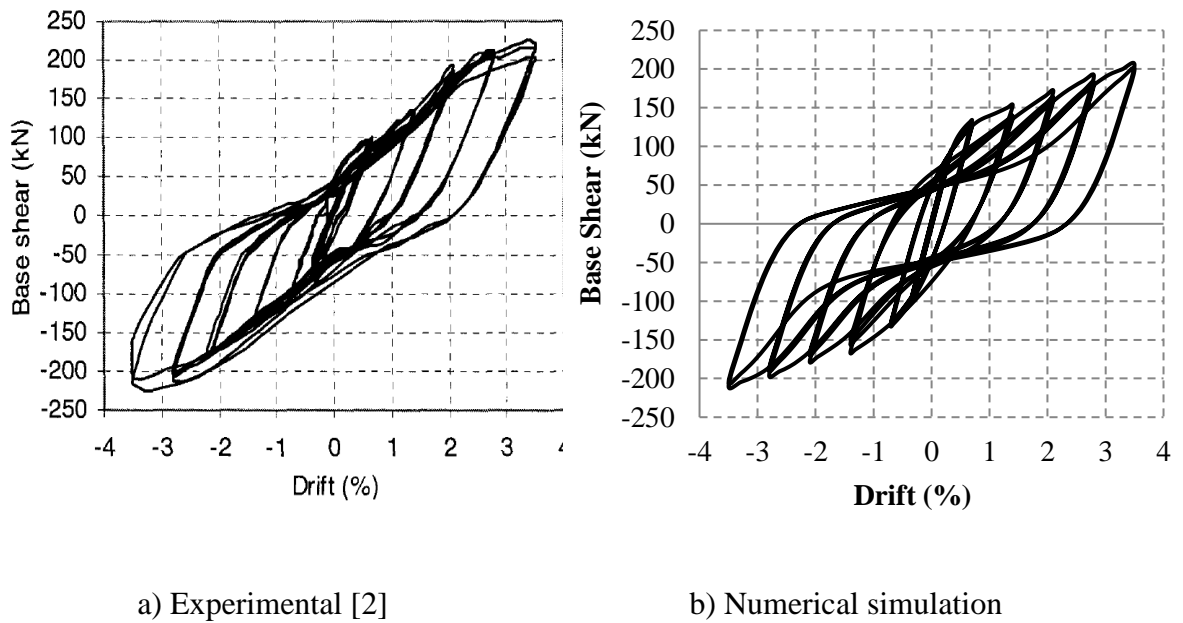 250
200
150
100
50
0
-50
-100
-150
-200
-250
-4 -3 -2 -1 0 1 2 3 4
Base shear (kN)
Drift (%)
250
200
150
100
50
0
-50
-100
-150
-200
-250
-4 -3 -2 -1 0 1 2 3 4
Base Shear (kN)
Drift (%)
a) Experimental [2]
b) Numerical simulation